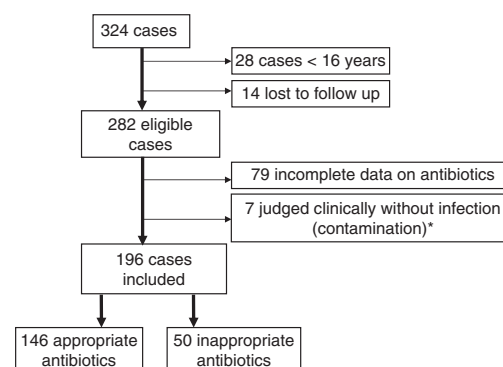 324 cases
28 cases < 16 years
14 lost to follow up
282 eligible
cases
79 incomplete data on antibiotics
7 judged clinically without infection
(contamination)*
196 cases
included
146 appropriate
antibiotics
50 inappropriate
antibiotics